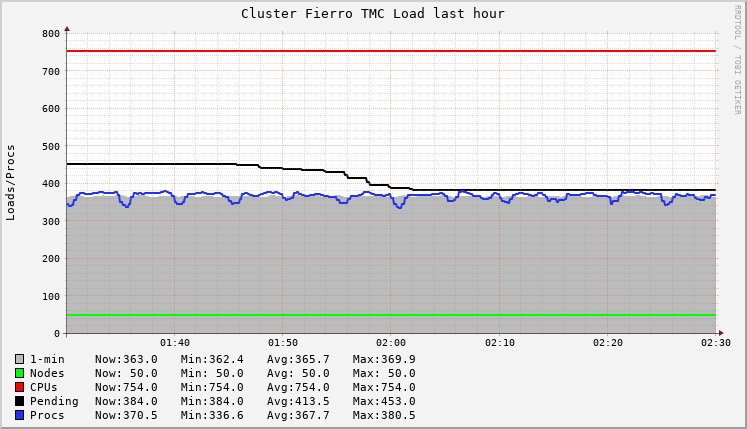 Cluster Fierro TMC Load last hour
RRDTOOL / TOBI OETIKER
Loads/Procs
800
700
600
500
400
300
200
100
0
01:40 01:50 02:00 02:10 02:20 02:30
1-min Now:363.0 Min:362.4 Avg:365.7 Max:369.9
Nodes Now: 50.0 Min: 50.0 Avg: 50.0 Max: 50.0
CPUs Now:754.0 Min:754.0 Avg:754.0 Max:754.0
Pending Now:384.0 Min:384.0 Avg:413.5 Max:453.0
Procs Now:370.5 Min:336.6 Avg:367.7 Max:380.5